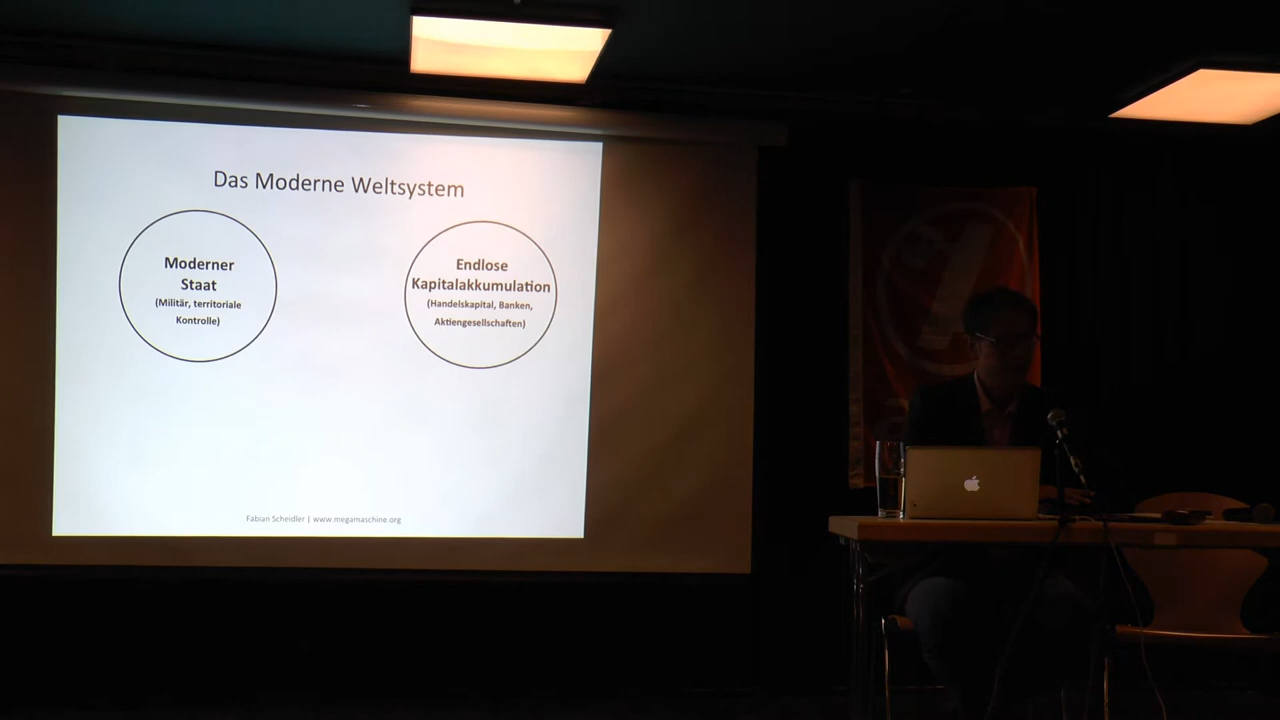 Das Moderne Weltsystem
Moderner
Staat
(Militär, territoriale
Kontrolle)
Endlose
Kapitalakkumulation
(Handelskapital, Banken,
Aktiengesellschaften)
Fabian Scheidler | www.megamaschine.org